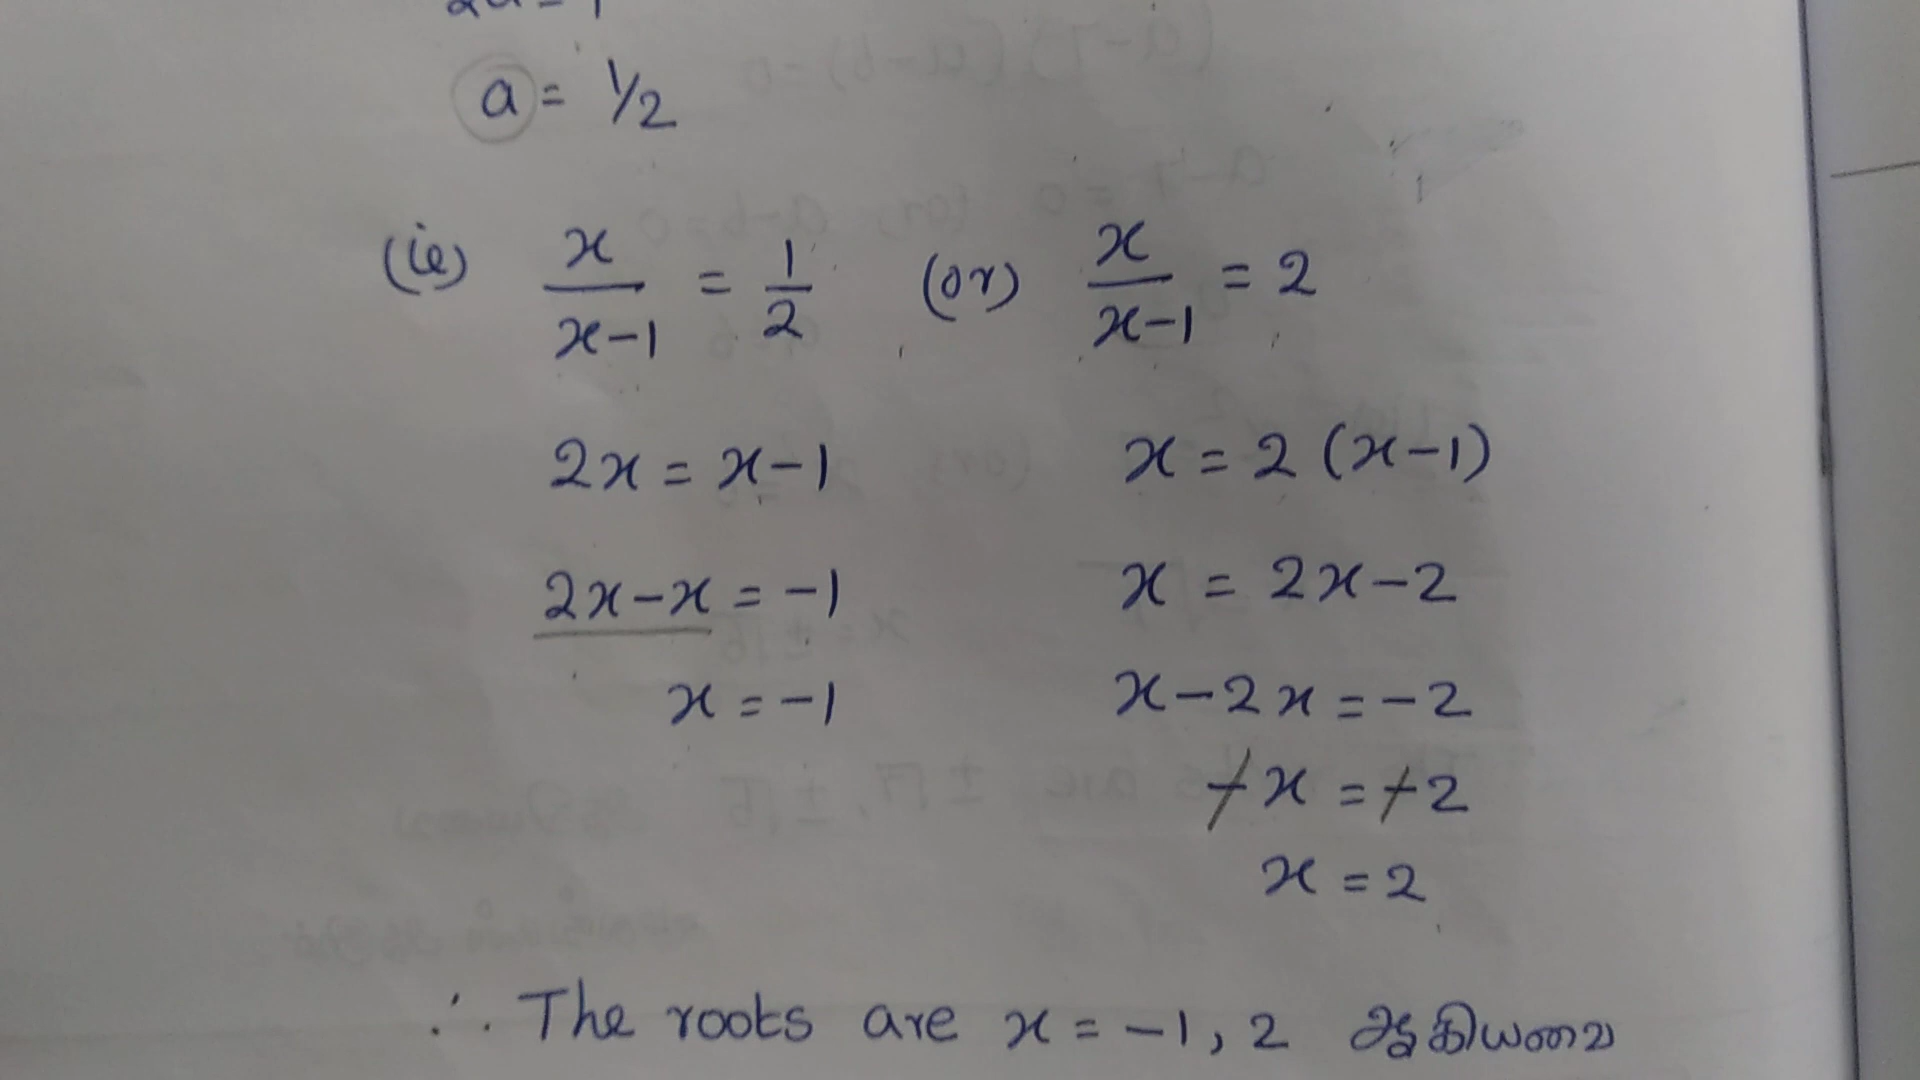 a = 1/2
(ie) x/x-1 = 1/2 (or) x/x-1 = 2
2x = x-1 x = 2 (x-1)
2x-x = -1 x = 2x-2
x = -1 x-2x = -2
-x = -2
x = 2
∴ The roots are x = -1, 2 ஆகியவை